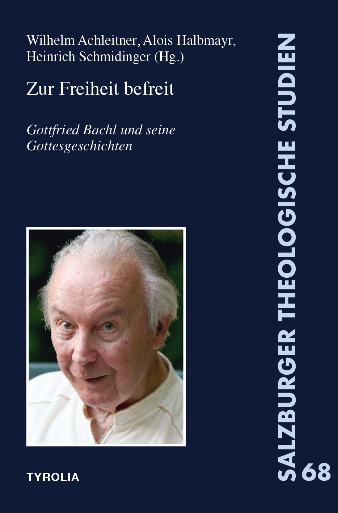 Wilhelm Achleitner, Alois Halbmayr,
Heinrich Schmidinger (Hg.)
Zur Freiheit befreit
Gottfried Bachl und seine
Gottesgeschichten
SALZBURGER THEOLOGISCHE STUDIEN 68
TYROLIA